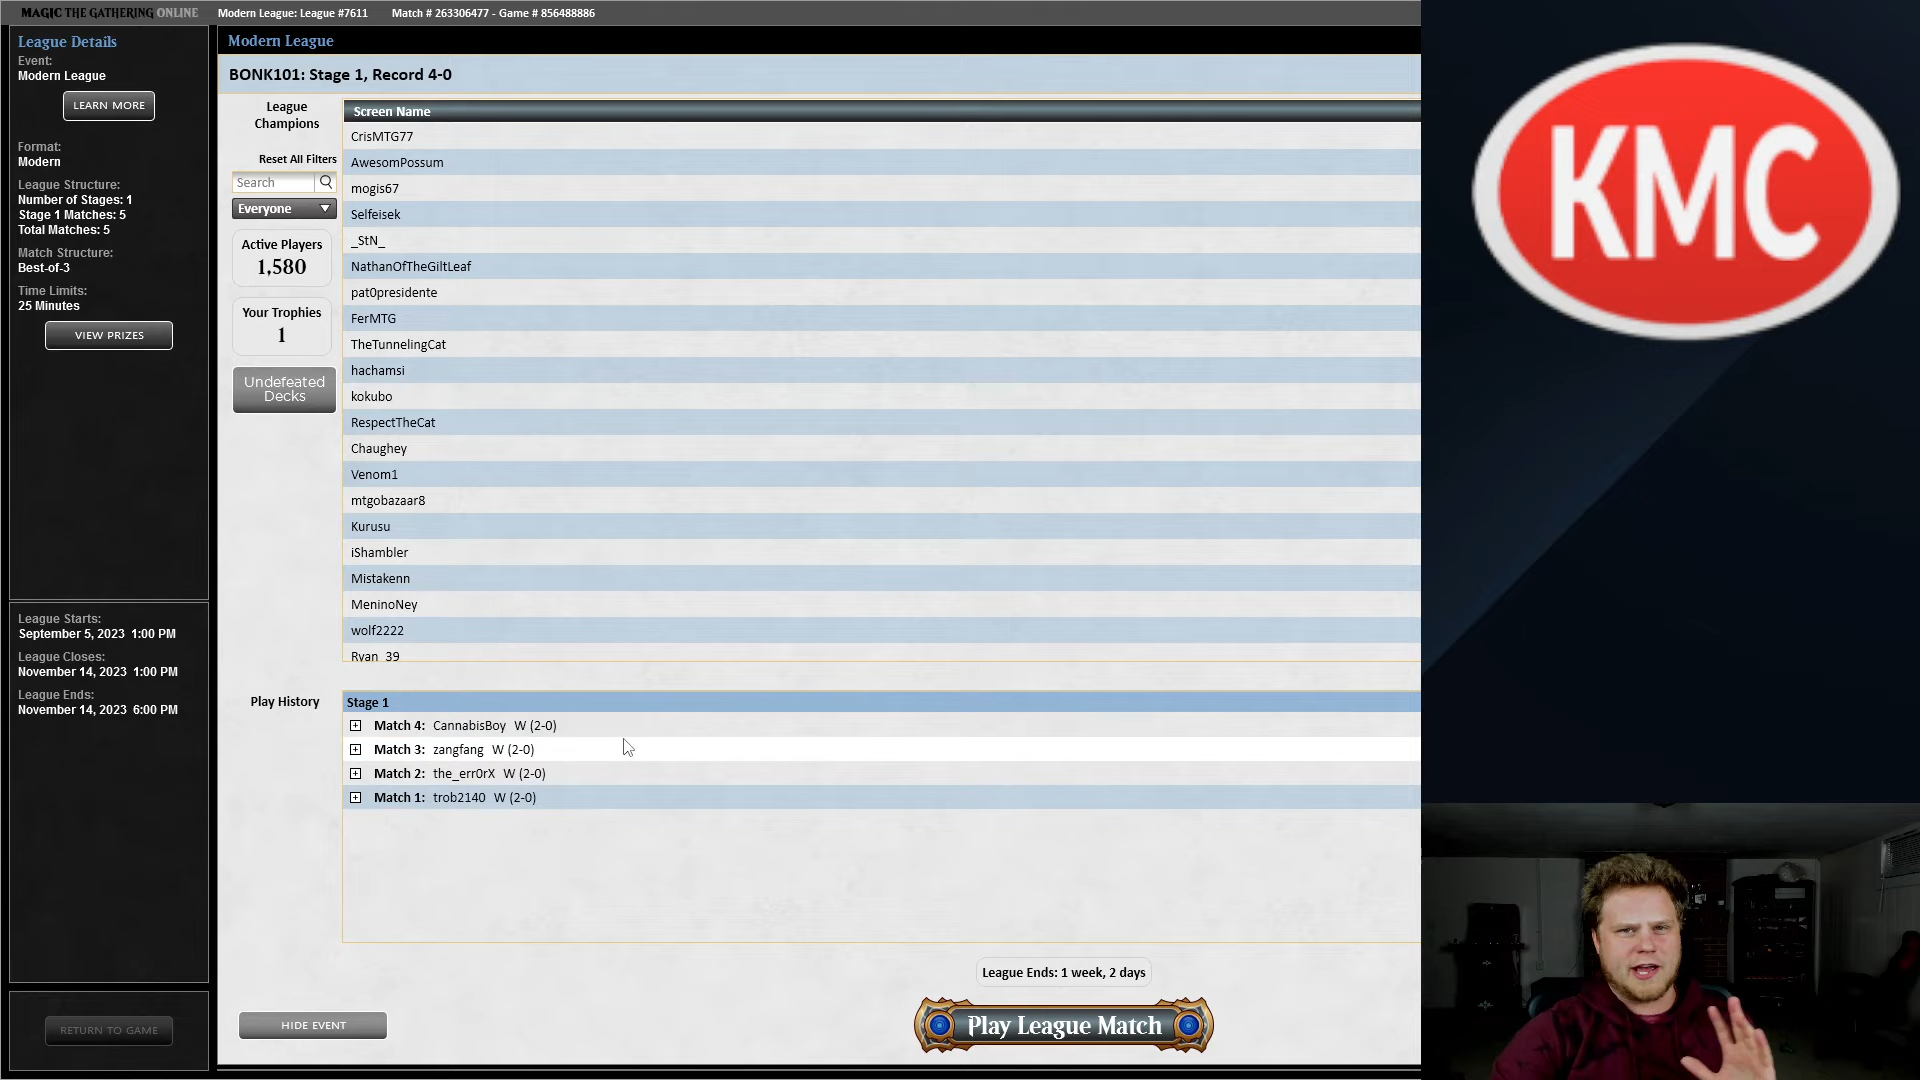 MAGIC THE GATHERING ONLINE
Modern League: League #7611
Match # 263306477 - Game # 856488886
League Details
Event:
Modern League
LEARN MORE
Format:
Modern
League Structure:
Number of Stages: 1
Stage 1 Matches: 5
Total Matches: 5
Match Structure:
Best-of-3
Time Limits:
25 Minutes
VIEW PRIZES
League Starts:
September 5, 2023 1:00 PM
League Closes:
November 14, 2023 1:00 PM
League Ends:
November 14, 2023 6:00 PM
RETURN TO GAME
Modern League
BONK101: Stage 1, Record 4-0
League
Champions
Reset All Filters
Search
Everyone
Active Players
1,580
Your Trophies
1
Undefeated
Decks
Screen Name
CrisMTG77
AwesomPossum
mogis67
Selfeisek
_StN_
NathanOfTheGiltLeaf
pat0presidente
FerMTG
TheTunnelingCat
hachamsi
kokubo
RespectTheCat
Chaughey
Venom1
mtgobazaar8
Kurusu
iShambler
Mistakenn
MeninoNey
wolf2222
Ryan_39
Play History
Stage 1
Match 4: CannabisBoy W (2-0)
Match 3: zangfang W (2-0)
Match 2: the_err0rX W (2-0)
Match 1: trob2140 W (2-0)
League Ends: 1 week, 2 days
HIDE EVENT
Play League Match
KMC